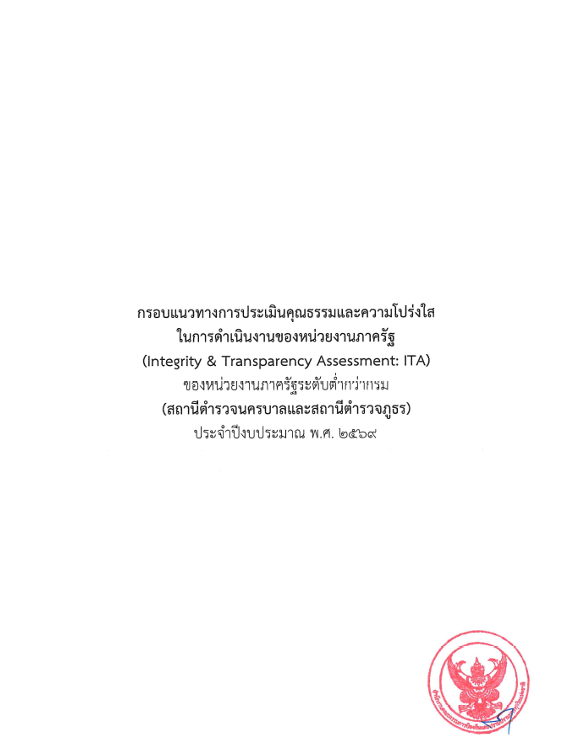 กรอบแนวทางการประเมินคุณธรรมและความโปร่งใส
ในการดำเนินงานของหน่วยงานภาครัฐ
(Integrity & Transparency Assessment: ITA)
ของหน่วยงานภาครัฐระดับต่ำกว่ากรม
(สถานีตำรวจนครบาลและสถานีตำรวจภูธร)
ประจำปีงบประมาณ พ.ศ. ๒๕๖๙